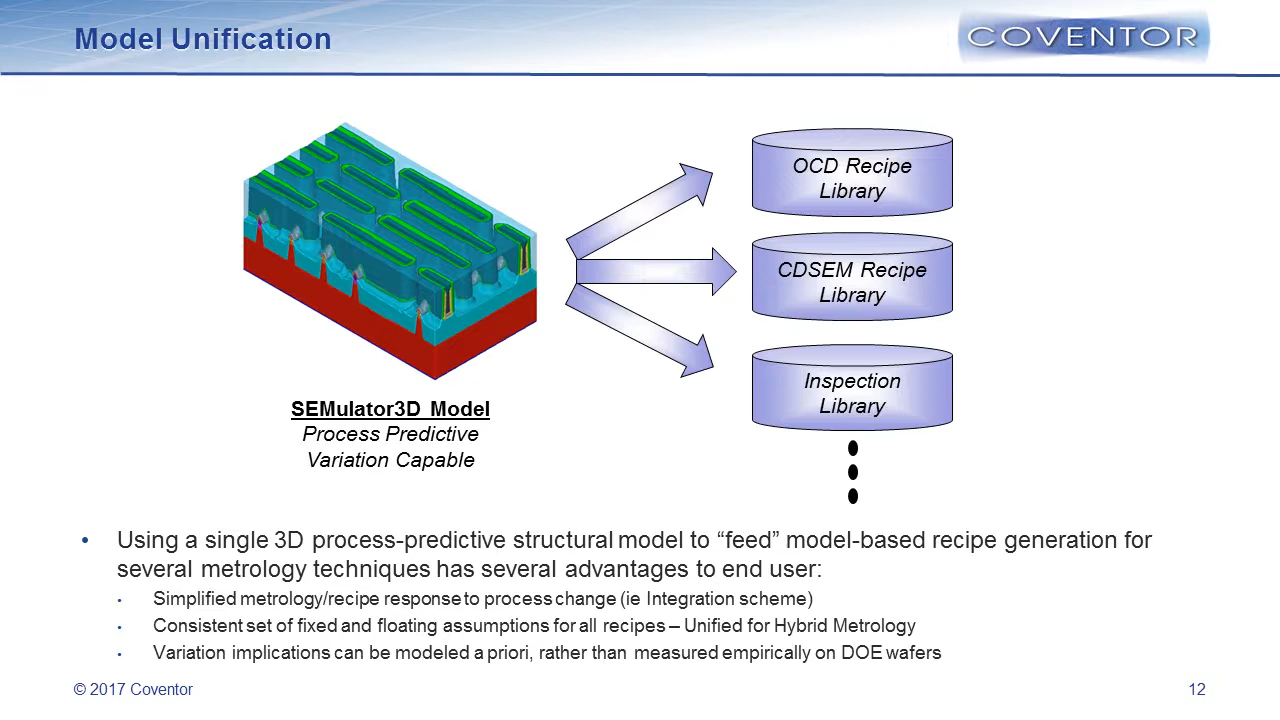 Model Unification
COVENTOR
OCD Recipe
Library
CDSEM Recipe
Library
Inspection
Library
SEMulator3D Model
Process Predictive
Variation Capable
• Using a single 3D process-predictive structural model to “feed” model-based recipe generation for
several metrology techniques has several advantages to end user:
• Simplified metrology/recipe response to process change (ie Integration scheme)
• Consistent set of fixed and floating assumptions for all recipes – Unified for Hybrid Metrology
• Variation implications can be modeled a priori, rather than measured empirically on DOE wafers
© 2017 Coventor
12